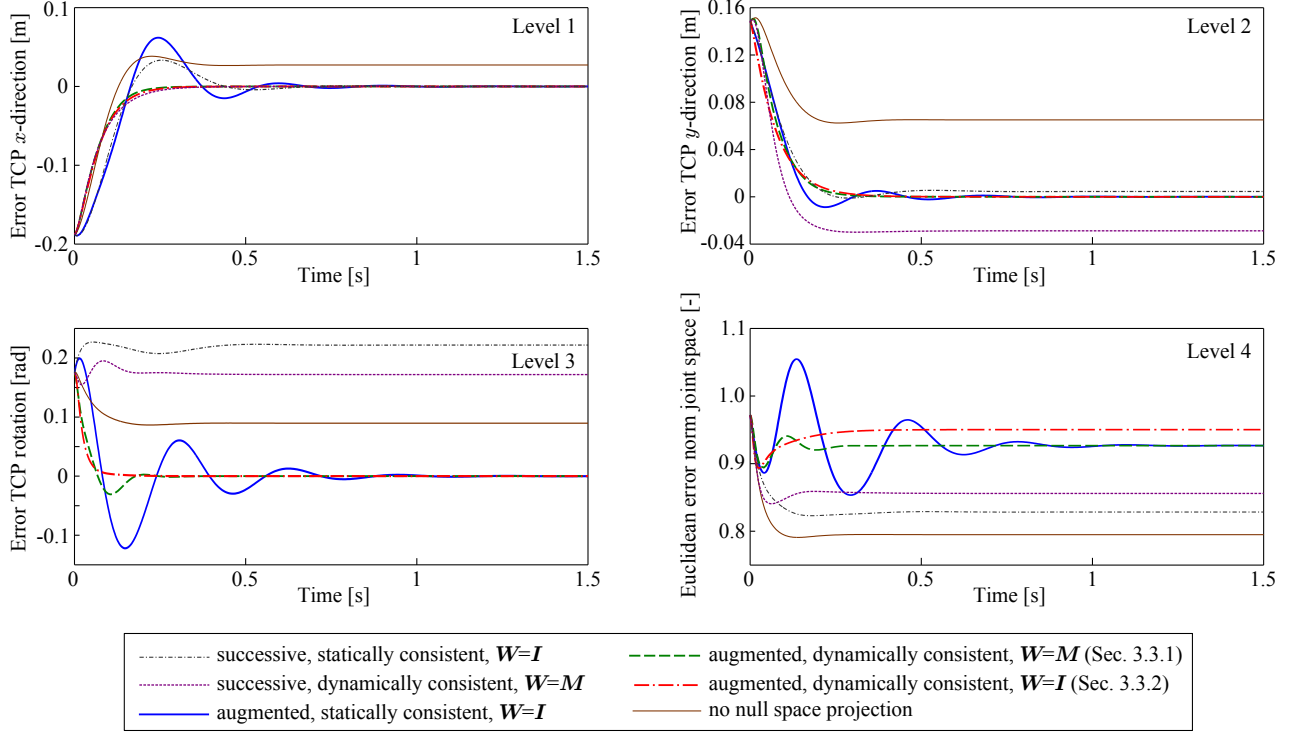 Level 1
Error TCP x-direction [m]
0.1
0
-0.1
-0.2
0
0.5
1
1.5
Time [s]
Level 2
Error TCP y-direction [m]
0.16
0.12
0.08
0.04
0
-0.04
0
0.5
1
1.5
Time [s]
Level 3
Error TCP rotation [rad]
0.2
0.1
0
-0.1
0
0.5
1
1.5
Time [s]
Level 4
Euclidean error norm joint space [-]
1.1
1.0
0.9
0.8
0
0.5
1
1.5
Time [s]
successive, statically consistent, W=I
successive, dynamically consistent, W=M
augmented, statically consistent, W=I
augmented, dynamically consistent, W=M (Sec. 3.3.1)
augmented, dynamically consistent, W=I (Sec. 3.3.2)
no null space projection